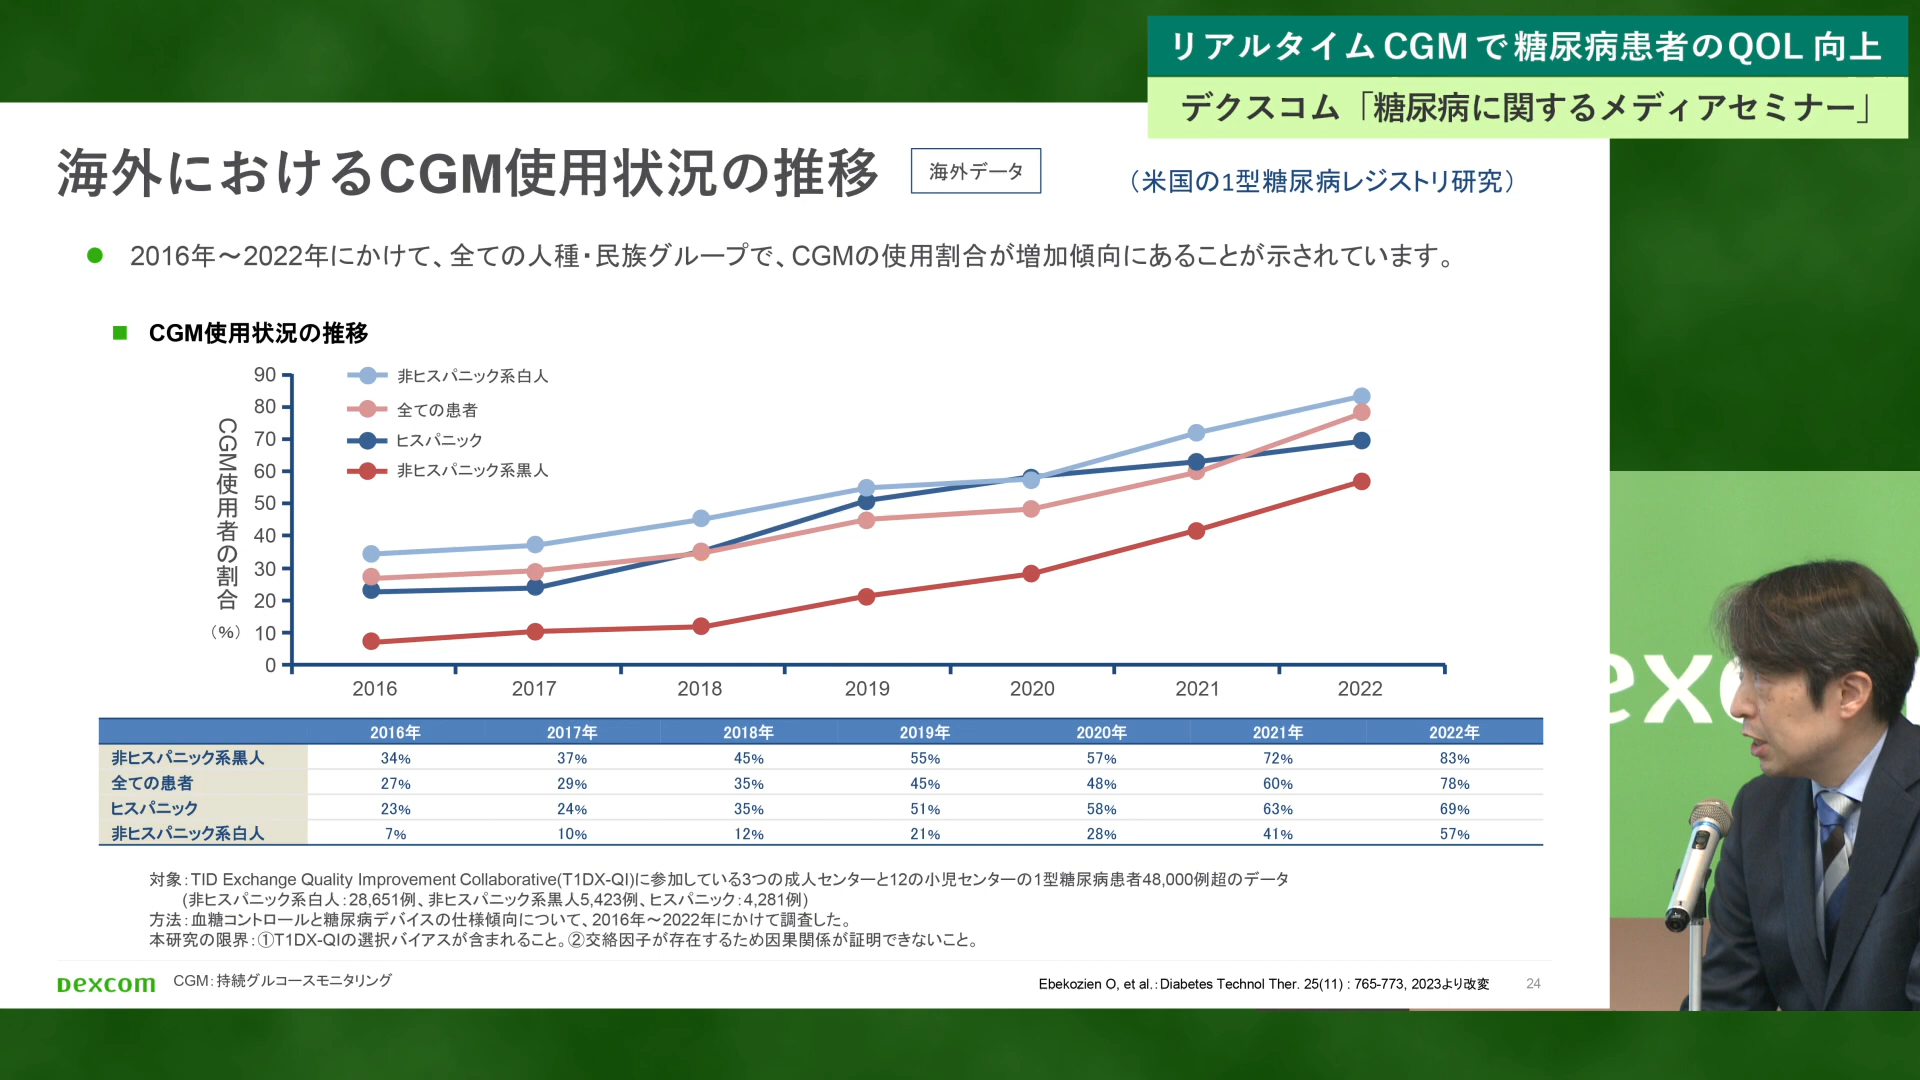 リアルタイムCGMで糖尿病患者のQOL向上
デクスコム「糖尿病に関するメディアセミナー」
海外におけるCGM使用状況の推移
海外データ
（米国の1型糖尿病レジストリ研究）
● 2016年～2022年にかけて、全ての人種・民族グループで、CGMの使用割合が増加傾向にあることが示されています。
■ CGM使用状況の推移
CGM使用者の割合
（%）
90
80
70
60
50
40
30
20
10
0
非ヒスパニック系白人
全ての患者
ヒスパニック
非ヒスパニック系黒人
2016 2017 2018 2019 2020 2021 2022
2016年 2017年 2018年 2019年 2020年 2021年 2022年
非ヒスパニック系黒人 34% 37% 45% 55% 57% 72% 83%
全ての患者 27% 29% 35% 45% 48% 60% 78%
ヒスパニック 23% 24% 35% 51% 58% 63% 69%
非ヒスパニック系白人 7% 10% 12% 21% 28% 41% 57%
対象：TID Exchange Quality Improvement Collaborative(T1DX-QI)に参加している3つの成人センターと12の小児センターの1型糖尿病患者48,000例超のデータ
(非ヒスパニック系白人：28,651例、非ヒスパニック系黒人5,423例、ヒスパニック：4,281例)
方法：血糖コントロールと糖尿病デバイスの仕様傾向について、2016年～2022年にかけて調査した。
本研究の限界：①T1DX-QIの選択バイアスが含まれること。②交絡因子が存在するため因果関係が証明できないこと。
Dexcom
CGM：持続グルコースモニタリング
Ebekozien O, et al.：Diabetes Technol Ther. 25(11) : 765-773, 2023より改変
24
exc